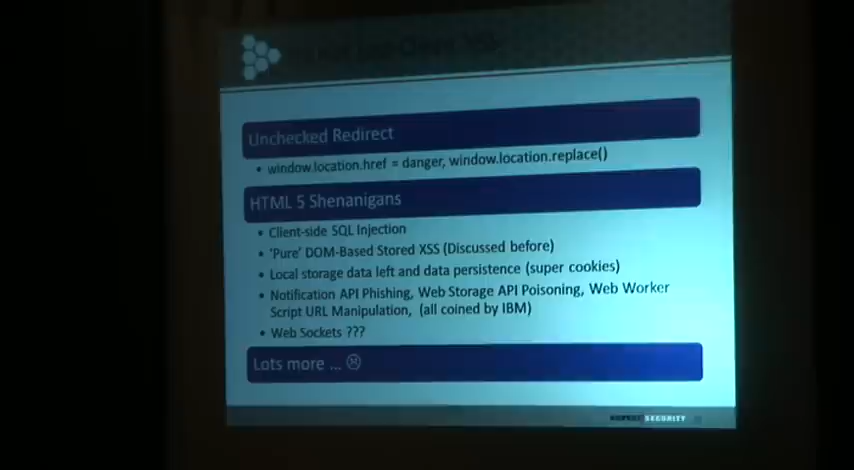 Unchecked Redirect
• window.location.href = danger, window.location.replace()
HTML 5 Shenanigans
• Client-side SQL Injection
• 'Pure' DOM-Based Stored XSS (Discussed before)
• Local storage data left and data persistence (super cookies)
• Notification API Phishing, Web Storage API Poisoning, Web Worker
Script URL Manipulation, (all coined by IBM)
• Web Sockets ???
Lots more ... ☹
SECURITY